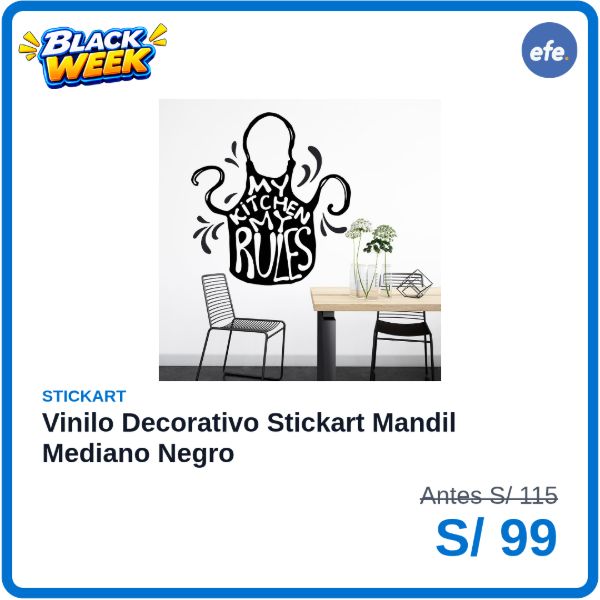 BLACK
WEEK
efe.
MY
KITCHEN
MY
RULES
STICKART
Vinilo Decorativo Stickart Mandil
Mediano Negro
Antes S/ 115
S/ 99